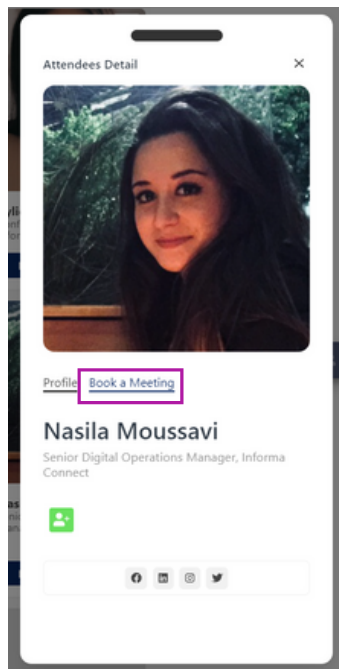 Attendees Detail
Profile Book a Meeting
Nasila Moussavi
Senior Digital Operations Manager, Informa
Connect